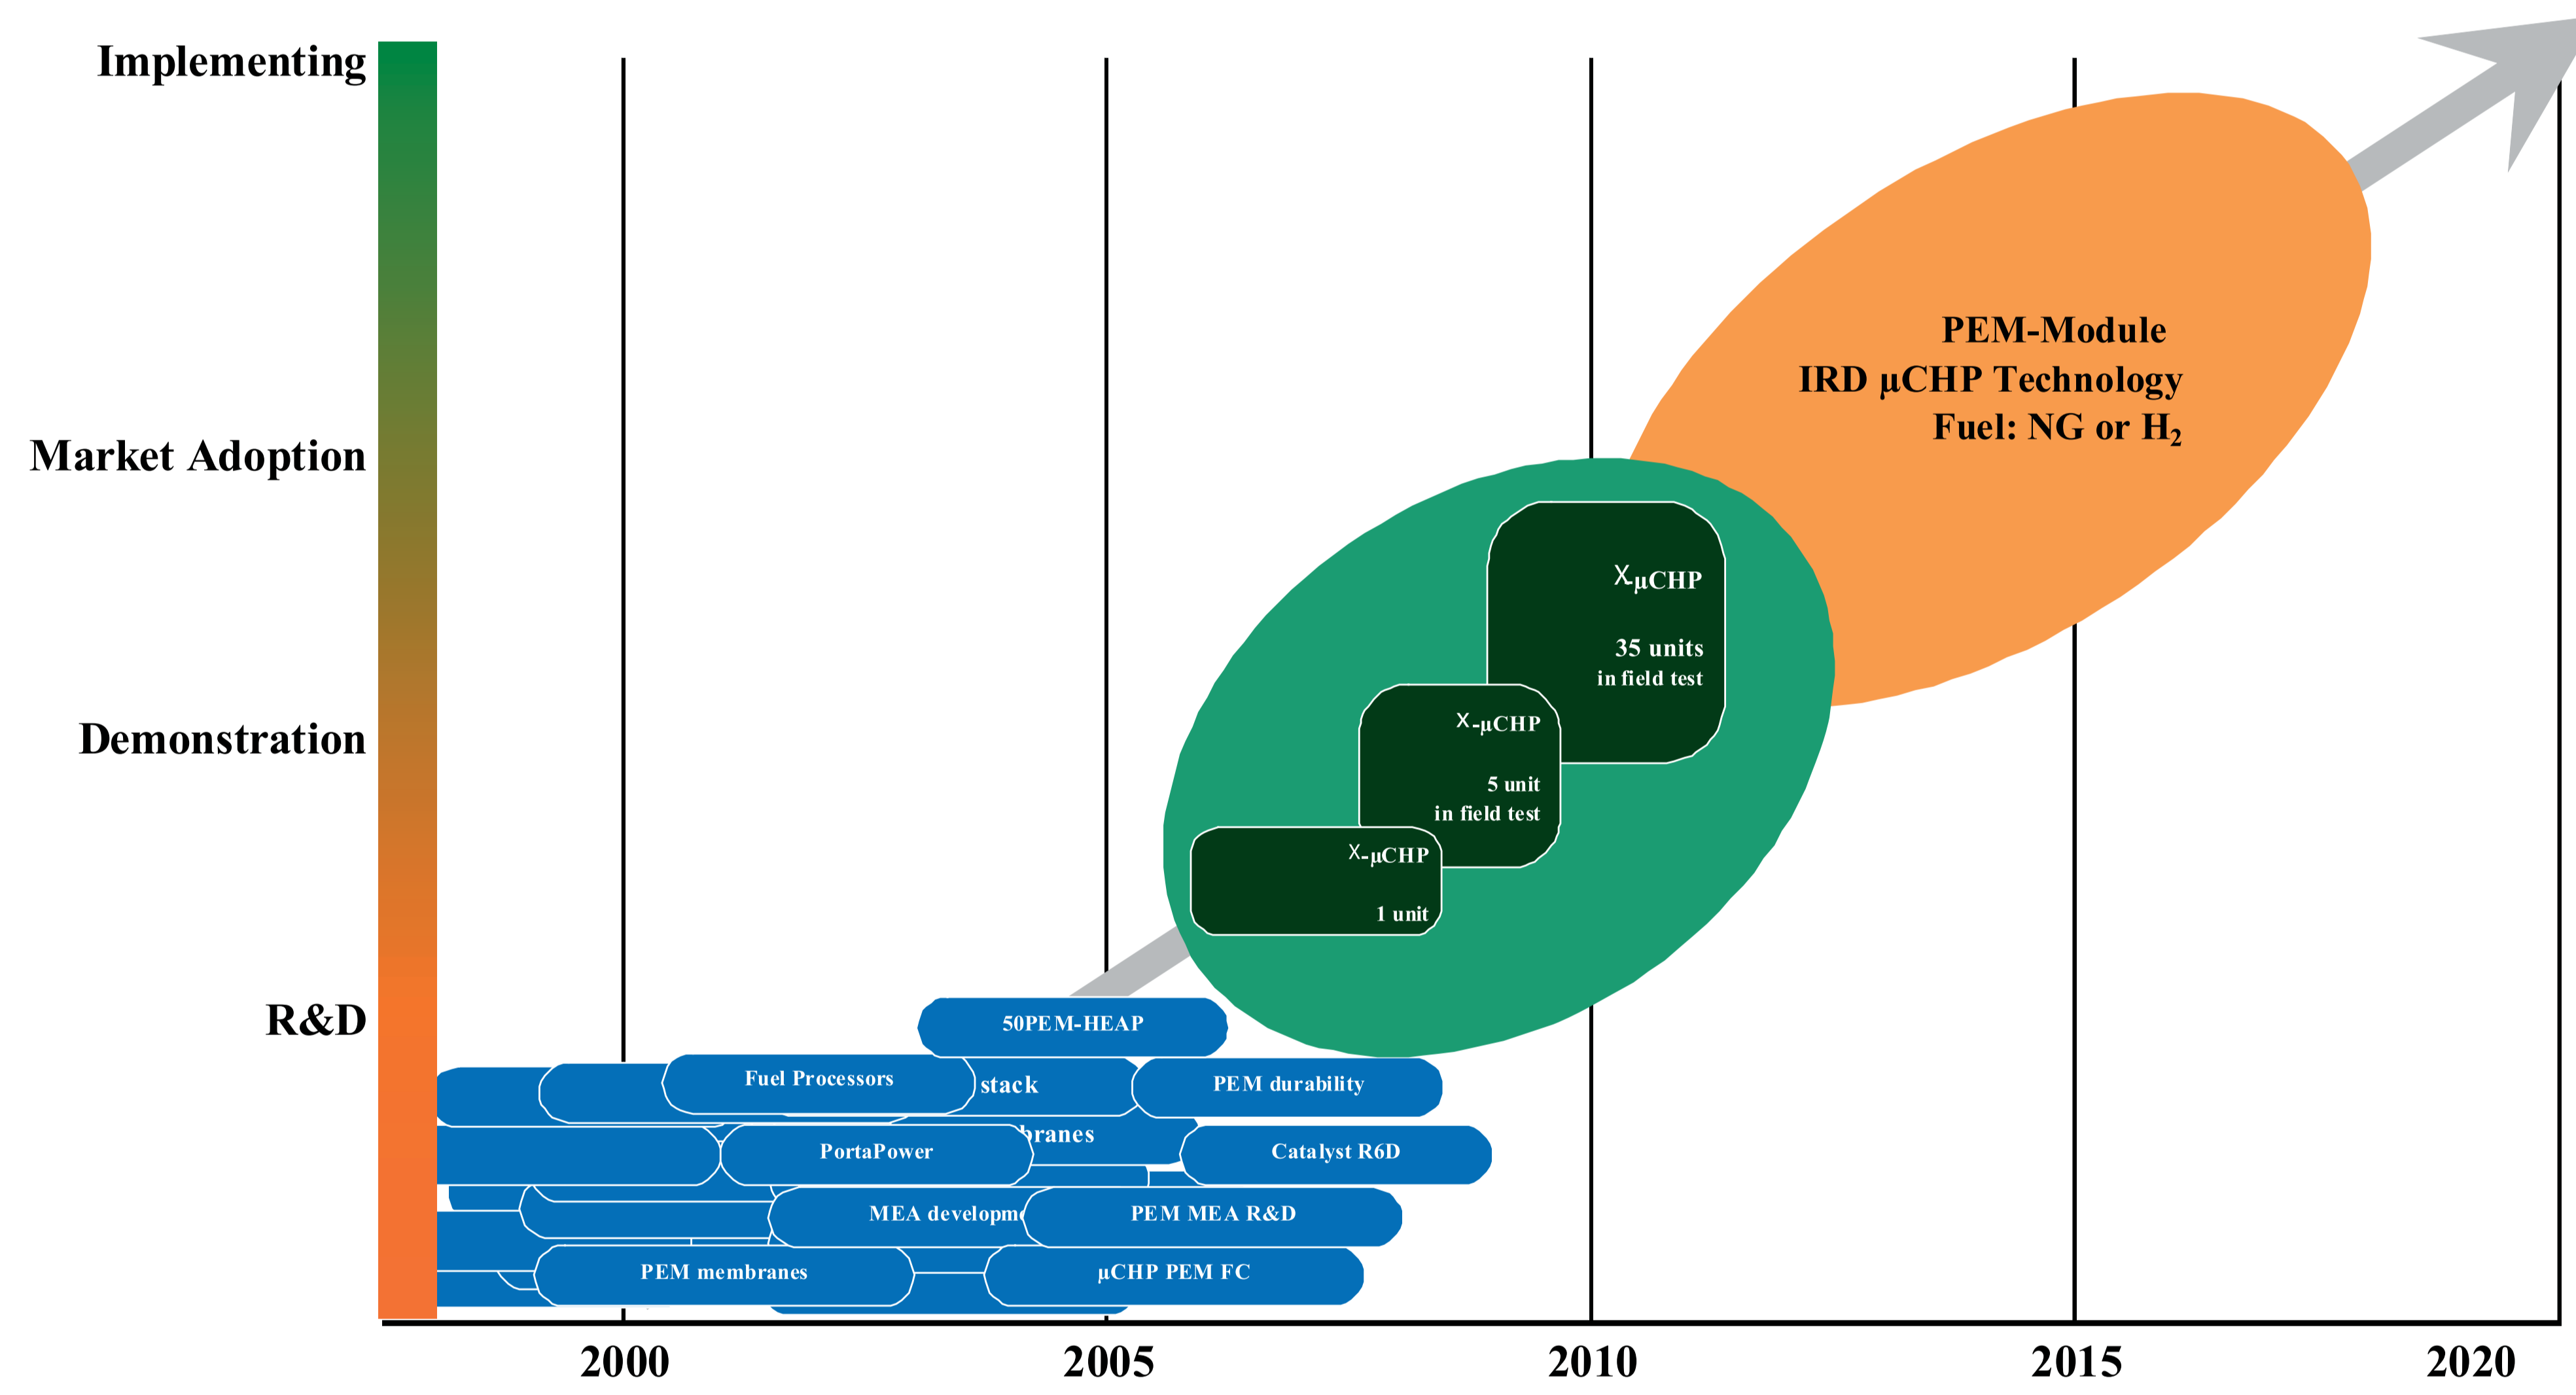 Implementing
Market Adoption
Demonstration
R&D
PEM-Module
IRD µCHP Technology
Fuel: NG or H₂
X-µCHP
35 units
in field test
X-µCHP
5 unit
in field test
X-µCHP
1 unit
50PEM-HEAP
Fuel Processors
stack
PEM durability
branes
PortaPower
Catalyst R6D
MEA developme
PEM MEA R&D
PEM membranes
µCHP PEM FC
2000
2005
2010
2015
2020